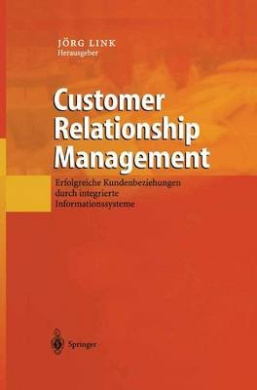 JÖRG LINK
Herausgeber
Customer
Relationship
Management
Erfolgreiche Kundenbeziehungen
durch integrierte
Informationssysteme
Springer